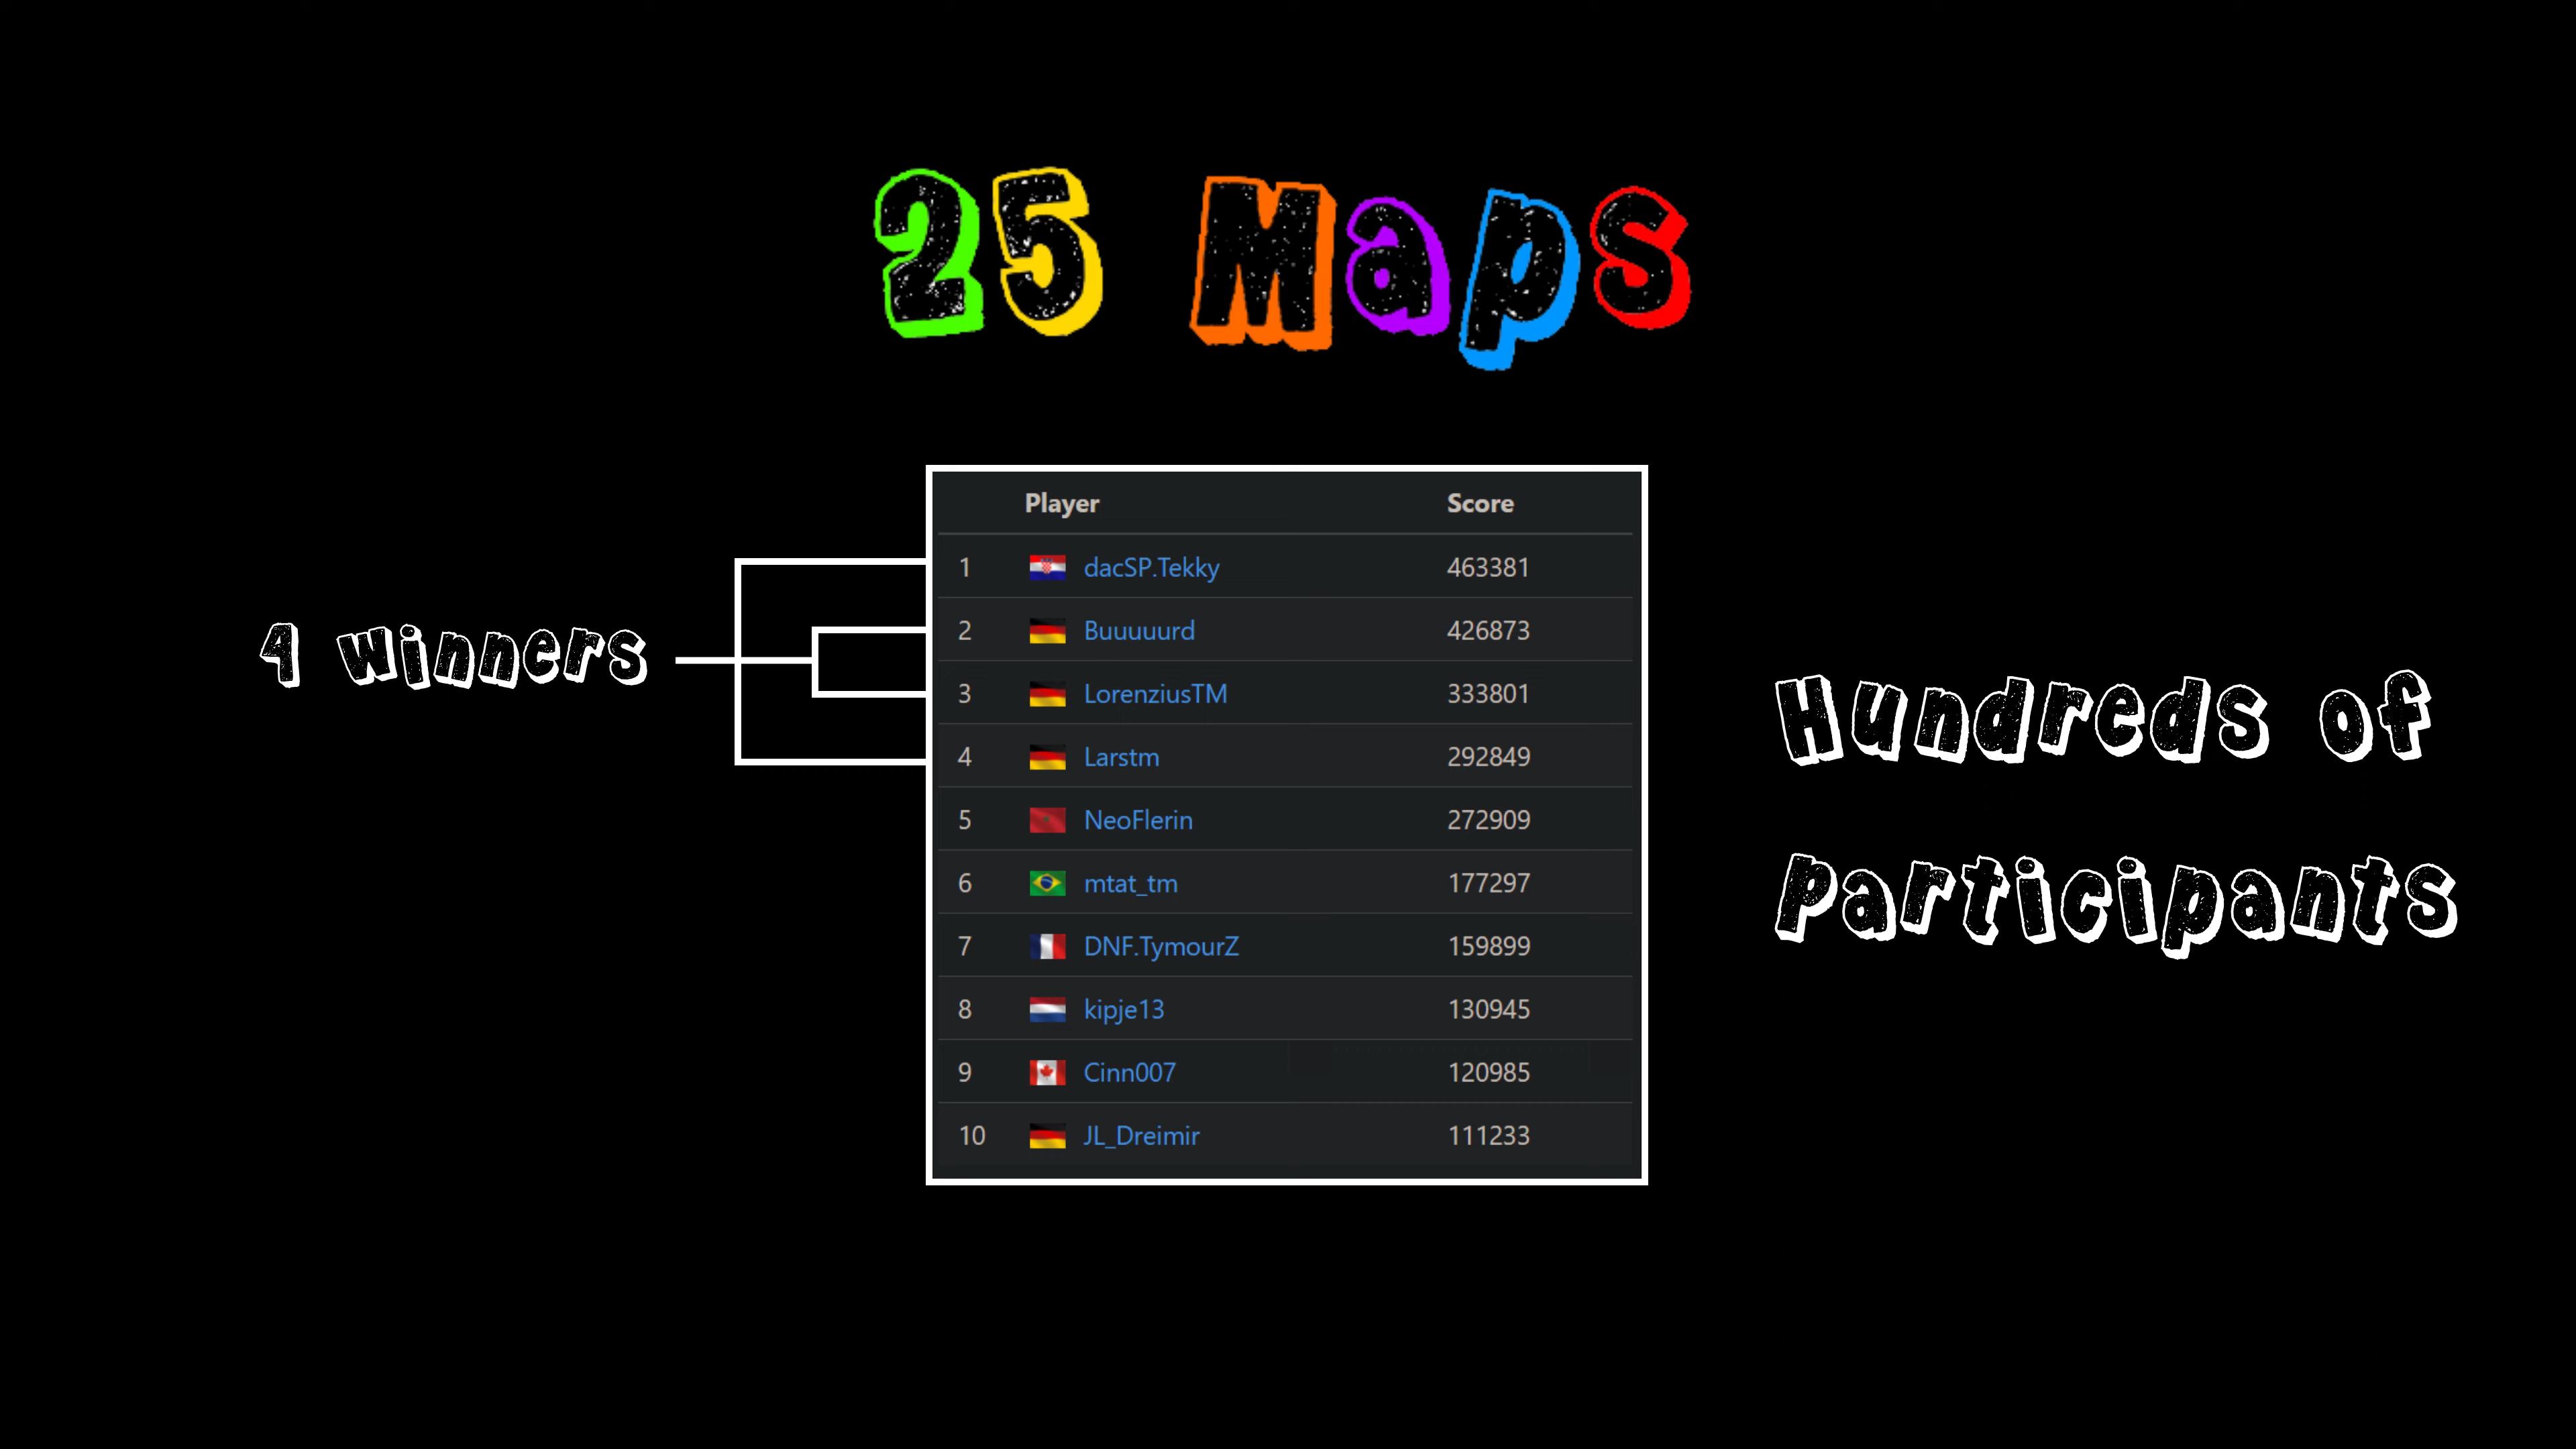 25 Maps
Player Score
1 dacSP.Tekky 463381
2 Buuuuurd 426873
3 LorenziusTM 333801
4 Larstm 292849
5 NeoFlerin 272909
6 mtat_tm 177297
7 DNF.TymourZ 159899
8 kipje13 130945
9 Cinn007 120985
10 JL_Dreimir 111233
4 winners
Hundreds of
Participants